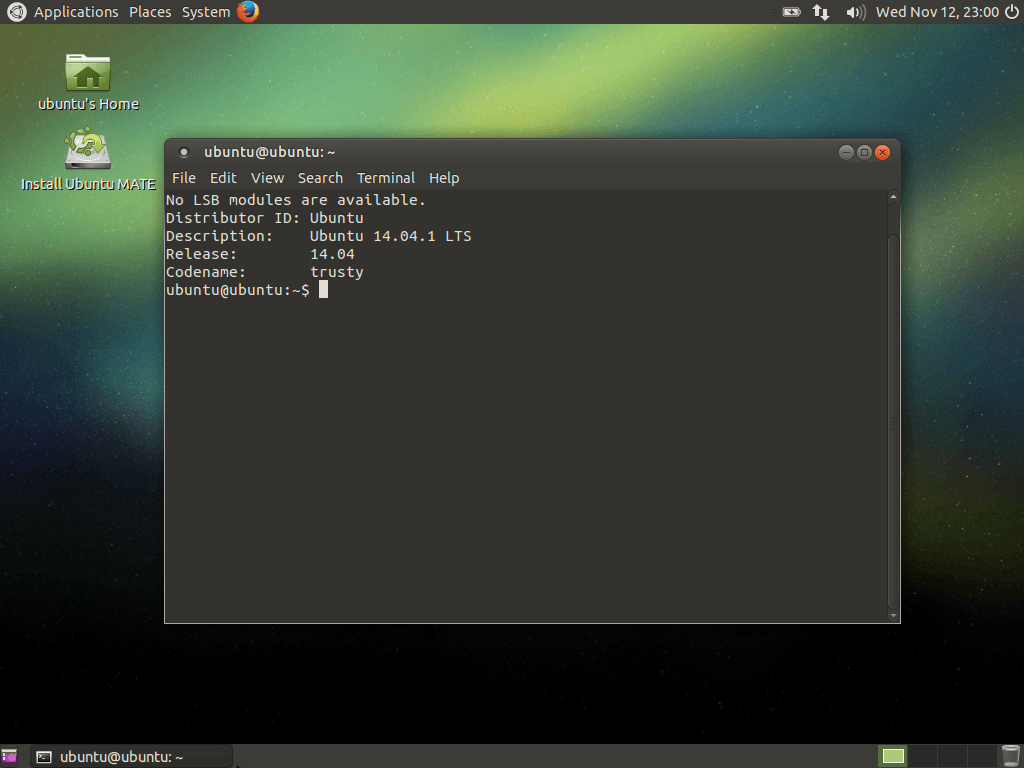 Applications Places System Wed Nov 12, 23:00
ubuntu's Home
Install Ubuntu MATE
ubuntu@ubuntu: ~
File Edit View Search Terminal Help
No LSB modules are available.
Distributor ID: Ubuntu
Description:    Ubuntu 14.04.1 LTS
Release:        14.04
Codename:       trusty
ubuntu@ubuntu:~$
ubuntu@ubuntu: ~